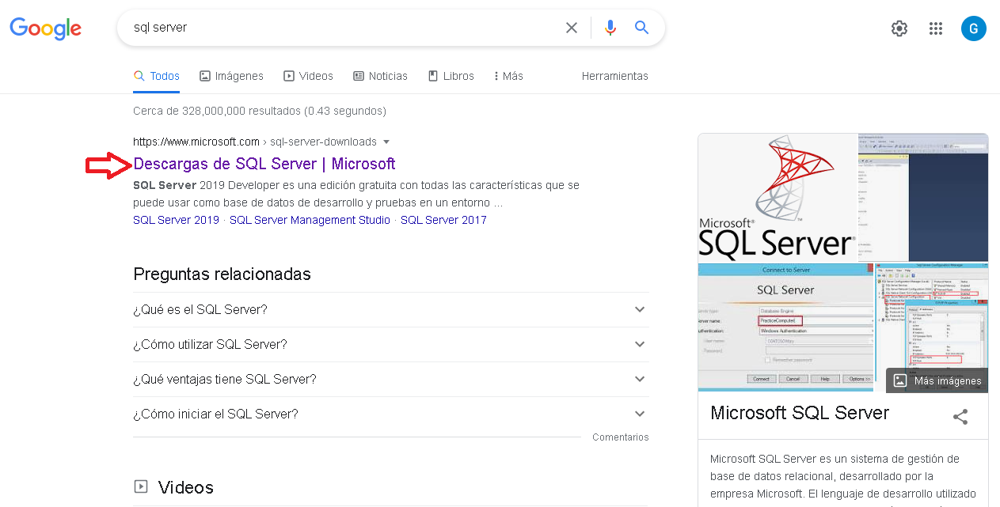 Google
sql server
G
Todos
Imágenes
Videos
Noticias
Libros
Más
Herramientas
Cerca de 328,000,000 resultados (0.43 segundos)
https://www.microsoft.com › sql-server-downloads
Descargas de SQL Server | Microsoft
SQL Server 2019 Developer es una edición gratuita con todas las características que se
puede usar como base de datos de desarrollo y pruebas en un entorno ...
SQL Server 2019 · SQL Server Management Studio · SQL Server 2017
Preguntas relacionadas
¿Qué es el SQL Server?
¿Cómo utilizar SQL Server?
¿Qué ventajas tiene SQL Server?
¿Cómo iniciar el SQL Server?
Comentarios
Videos
Microsoft®
SQL Server
Connect to Server
SQL Server
Server type:
Database Engine
Server name:
Authentication:
Windows Authentication
User name:
Password:
Remember password
Connect
Cancel
Help
Options >>
Más imágenes
Microsoft SQL Server
Microsoft SQL Server es un sistema de gestión de
base de datos relacional, desarrollado por la
empresa Microsoft. El lenguaje de desarrollo utilizado